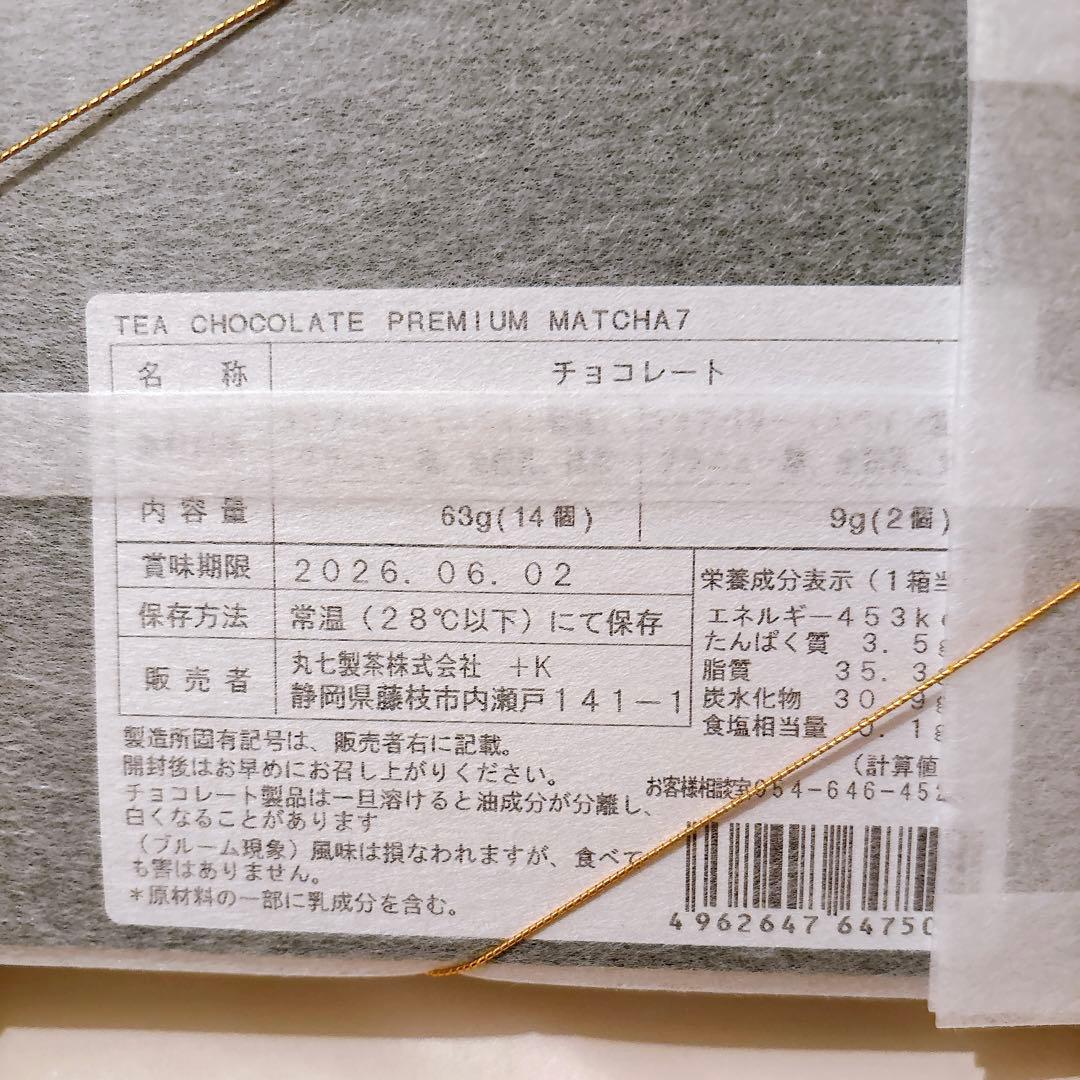 TEA CHOCOLATE PREMIUM MATCHA7
名 称 チョコレート
内容量 63g(14個) 9g(2個)
賞味期限 2026.06.02
保存方法 常温(28℃以下)にて保存
販売者 丸七製茶株式会社 +K
静岡県藤枝市内瀬戸141-1
栄養成分表示(1箱当
エネルギー453k
たんぱく質 3.5g
脂質 35.3
炭水化物 30.9g
食塩相当量 0.1g
(計算値
製造所固有記号は、販売者右に記載。
開封後はお早めにお召し上がりください。
チョコレート製品は一旦溶けると油成分が分離し、
白くなることがあります
(ブルーム現象)風味は損なわれますが、食べて
も害はありません。
*原材料の一部に乳成分を含む。
お客様相談室054-646-452
4962647 64750